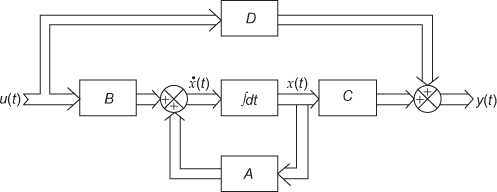 D
ẋ(t) x(t)
u(t) B ++ ∫dt C ++ y(t)
A